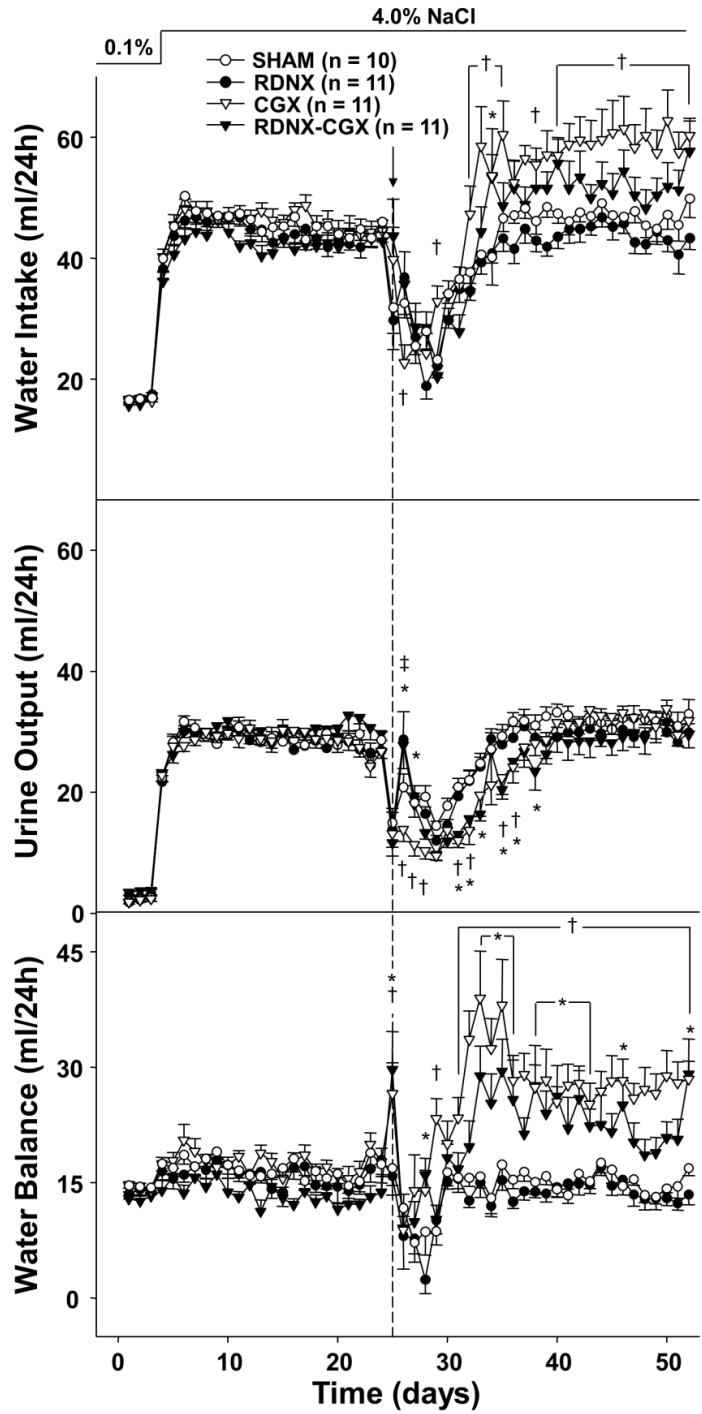 4.0% NaCl
0.1%
SHAM (n = 10)
RDNX (n = 11)
CGX (n = 11)
RDNX-CGX (n = 11)
† † † * † †
60
40
20
Water Intake (ml/24h)
‡
*
*
60
40
20
0
Urine Output (ml/24h)
† † † † * † * * † * † * *
*
†
* † * † * * *
45
30
15
0
Water Balance (ml/24h)
0 10 20 30 40 50
Time (days)